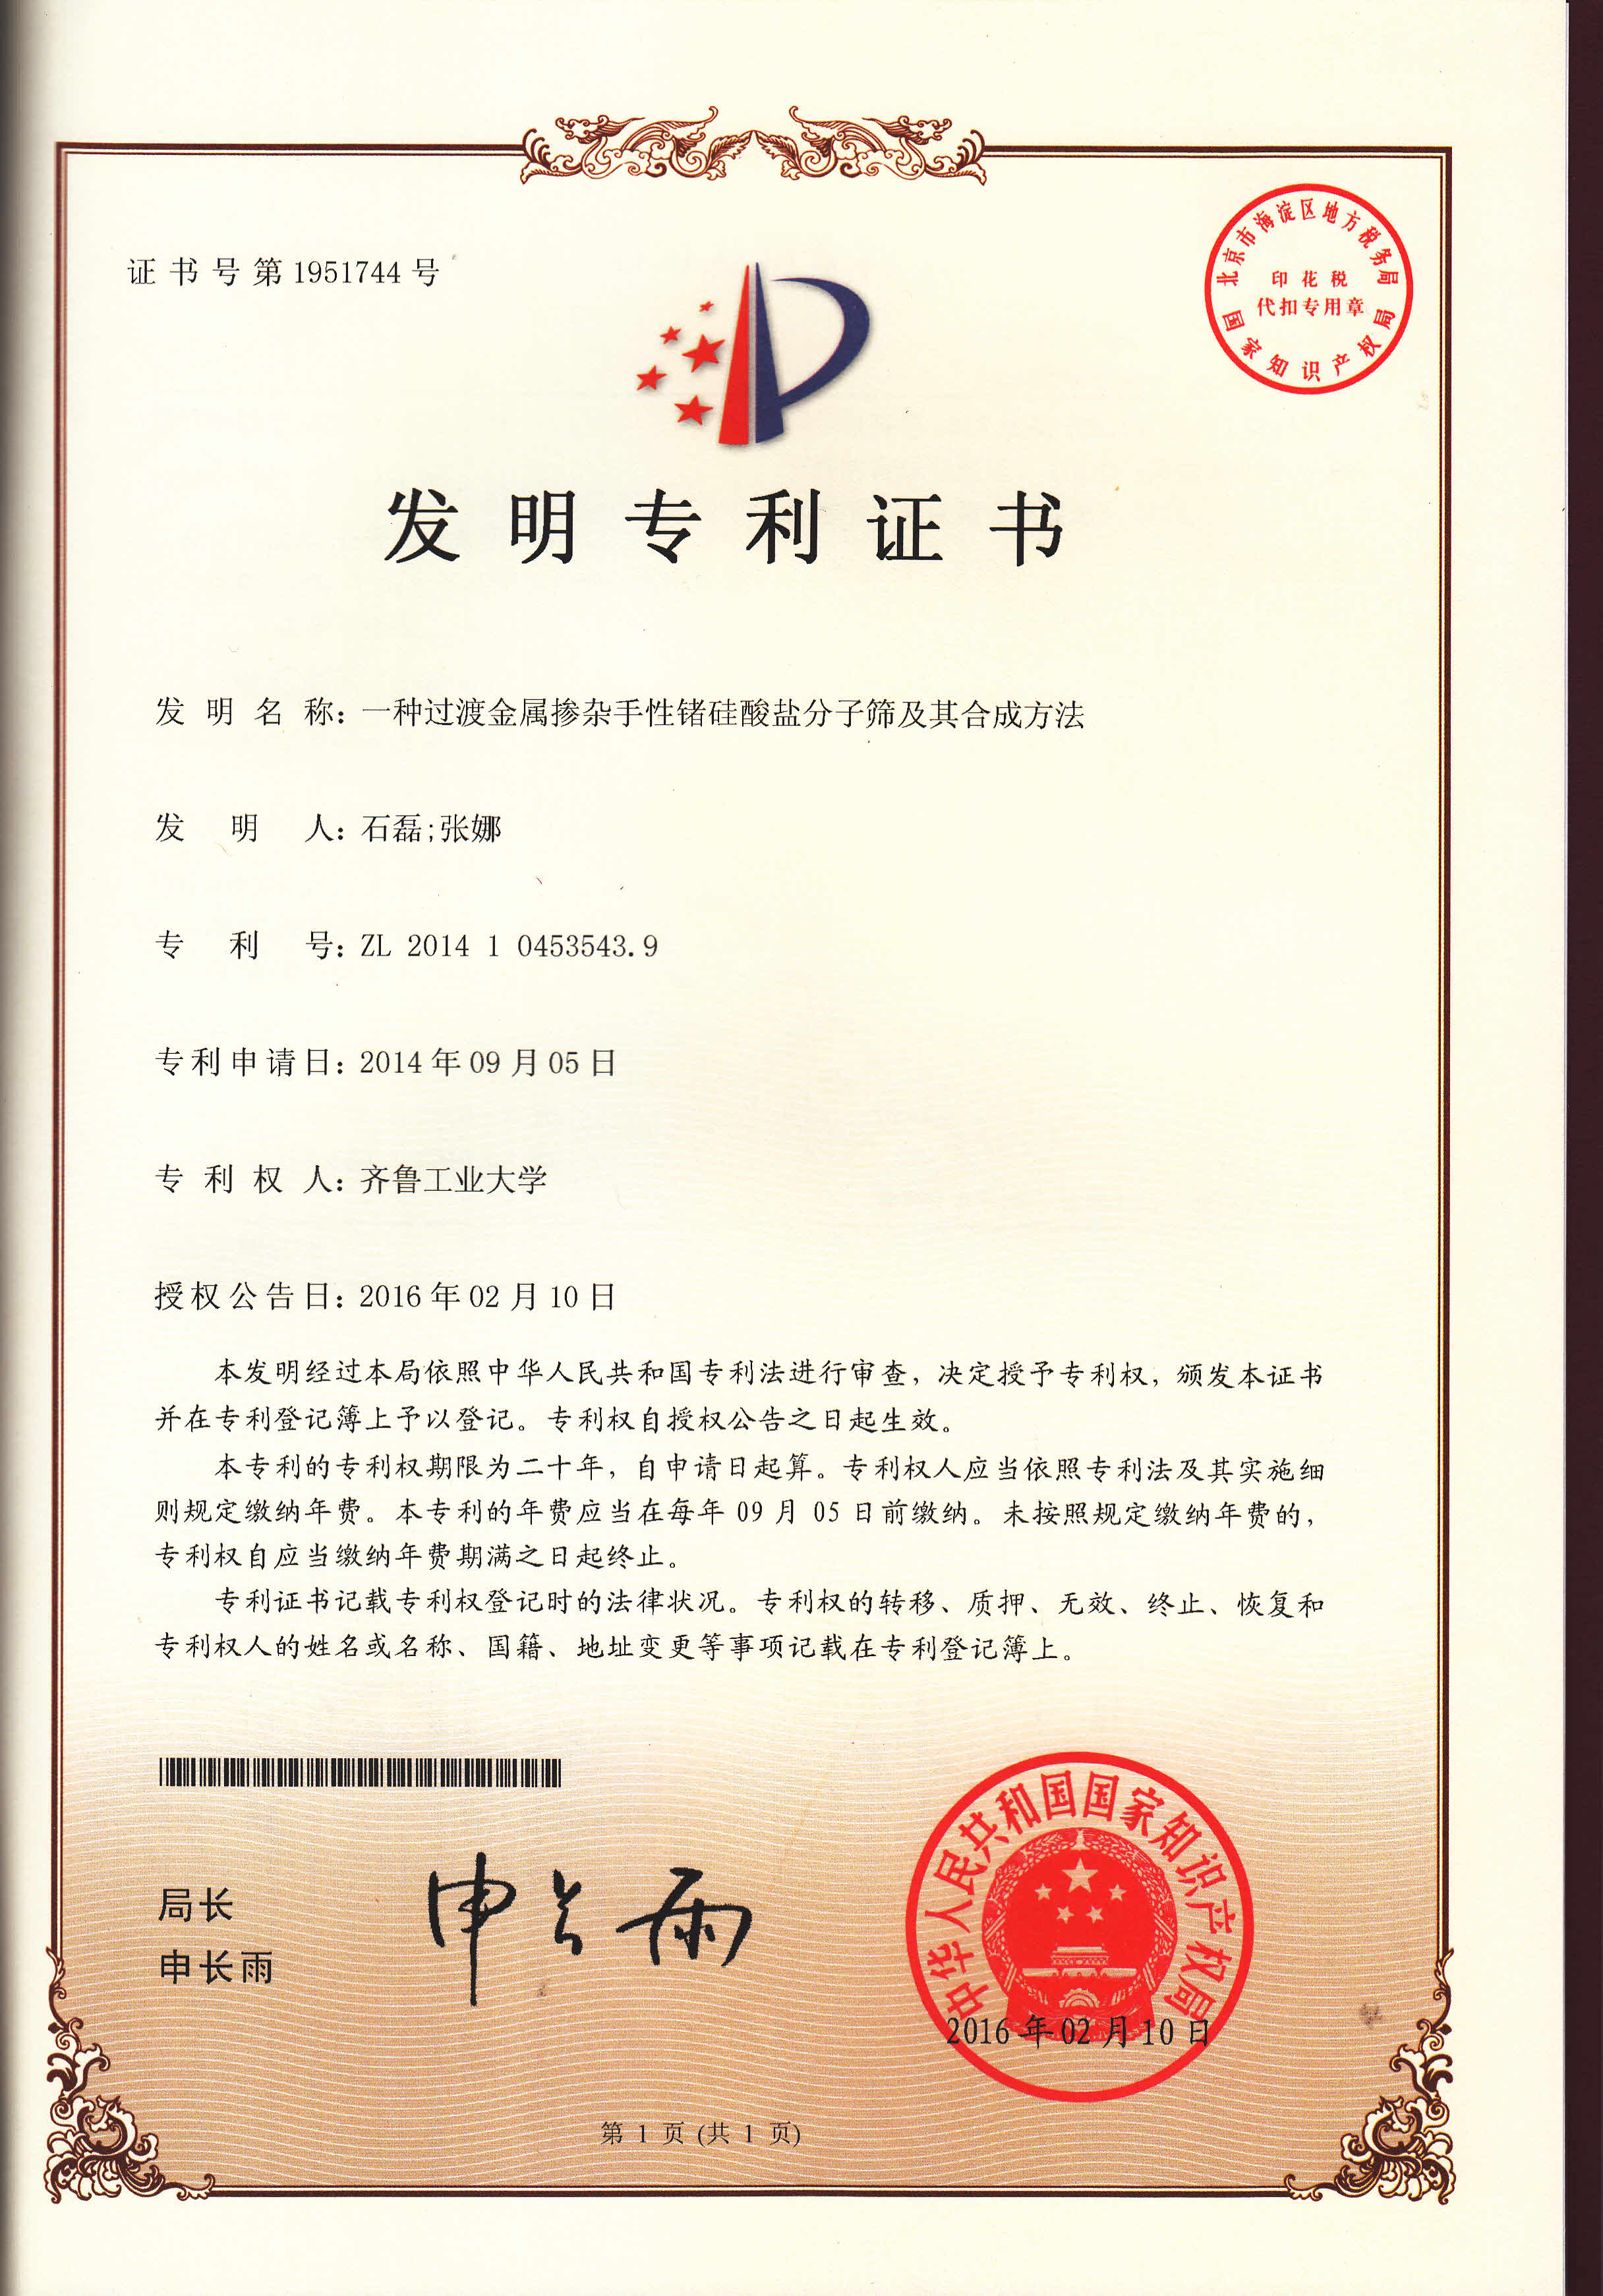 证书号第1951744号
北京市海淀区地方税务局
印花税
代扣专用章
国家知识产权局
发明专利证书
发明名称：一种过渡金属掺杂手性锗硅酸盐分子筛及其合成方法
发明人：石磊;张娜
专利号：ZL 2014 1 0453543.9
专利申请日：2014年09月05日
专利权人：齐鲁工业大学
授权公告日：2016年02月10日
本发明经过本局依照中华人民共和国专利法进行审查，决定授予专利权，颁发本证书
并在专利登记簿上予以登记。专利权自授权公告之日起生效。
本专利的专利权期限为二十年，自申请日起算。专利权人应当依照专利法及其实施细
则规定缴纳年费。本专利的年费应当在每年 09 月 05 日前缴纳。未按照规定缴纳年费的，
专利权自应当缴纳年费期满之日起终止。
专利证书记载专利权登记时的法律状况。专利权的转移、质押、无效、终止、恢复和
专利权人的姓名或名称、国籍、地址变更等事项记载在专利登记簿上。
局长
申长雨
申长雨
中华人民共和国国家知识产权局
2016年02月10日
第 1 页 (共 1 页)